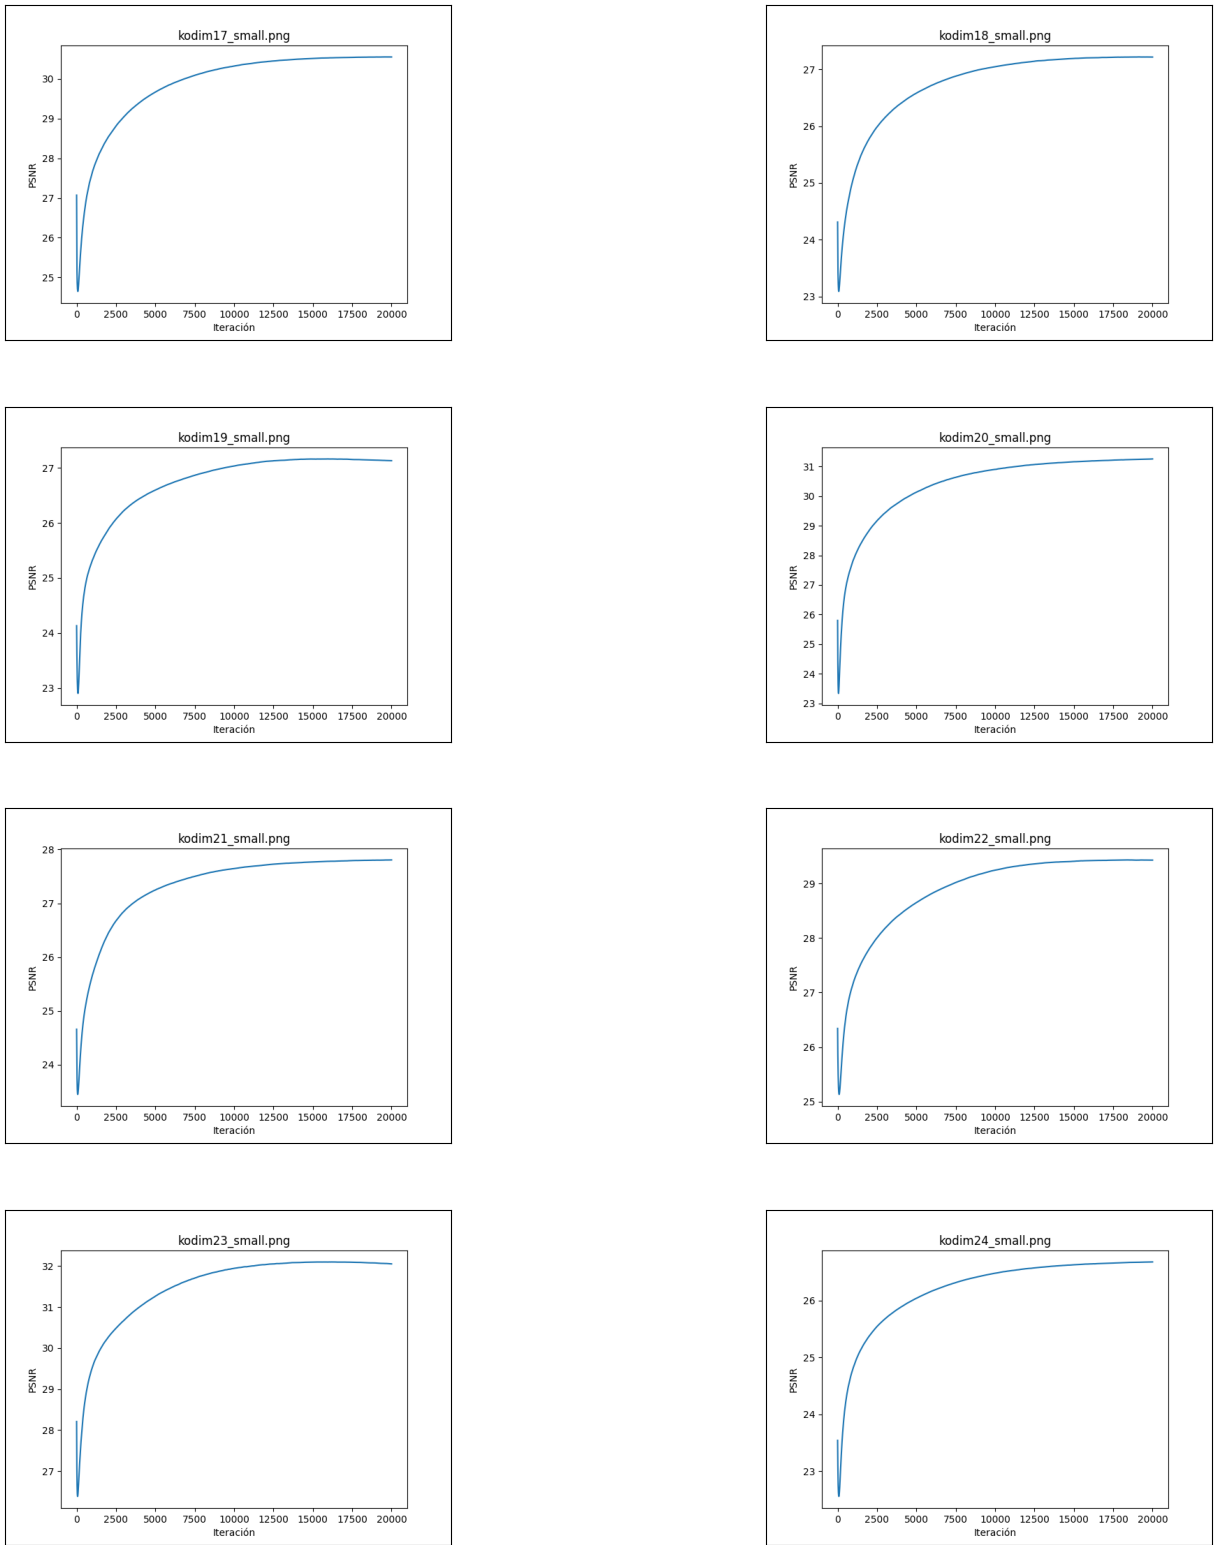 kodim17_small.png
30
29
28
27
26
25
PSNR
0 2500 5000 7500 10000 12500 15000 17500 20000
Iteración
kodim18_small.png
27
26
25
24
23
PSNR
0 2500 5000 7500 10000 12500 15000 17500 20000
Iteración
kodim19_small.png
27
26
25
24
23
PSNR
0 2500 5000 7500 10000 12500 15000 17500 20000
Iteración
kodim20_small.png
31
30
29
28
27
26
25
24
23
PSNR
0 2500 5000 7500 10000 12500 15000 17500 20000
Iteración
kodim21_small.png
28
27
26
25
24
PSNR
0 2500 5000 7500 10000 12500 15000 17500 20000
Iteración
kodim22_small.png
29
28
27
26
25
PSNR
0 2500 5000 7500 10000 12500 15000 17500 20000
Iteración
kodim23_small.png
32
31
30
29
28
27
PSNR
0 2500 5000 7500 10000 12500 15000 17500 20000
Iteración
kodim24_small.png
26
25
24
23
PSNR
0 2500 5000 7500 10000 12500 15000 17500 20000
Iteración